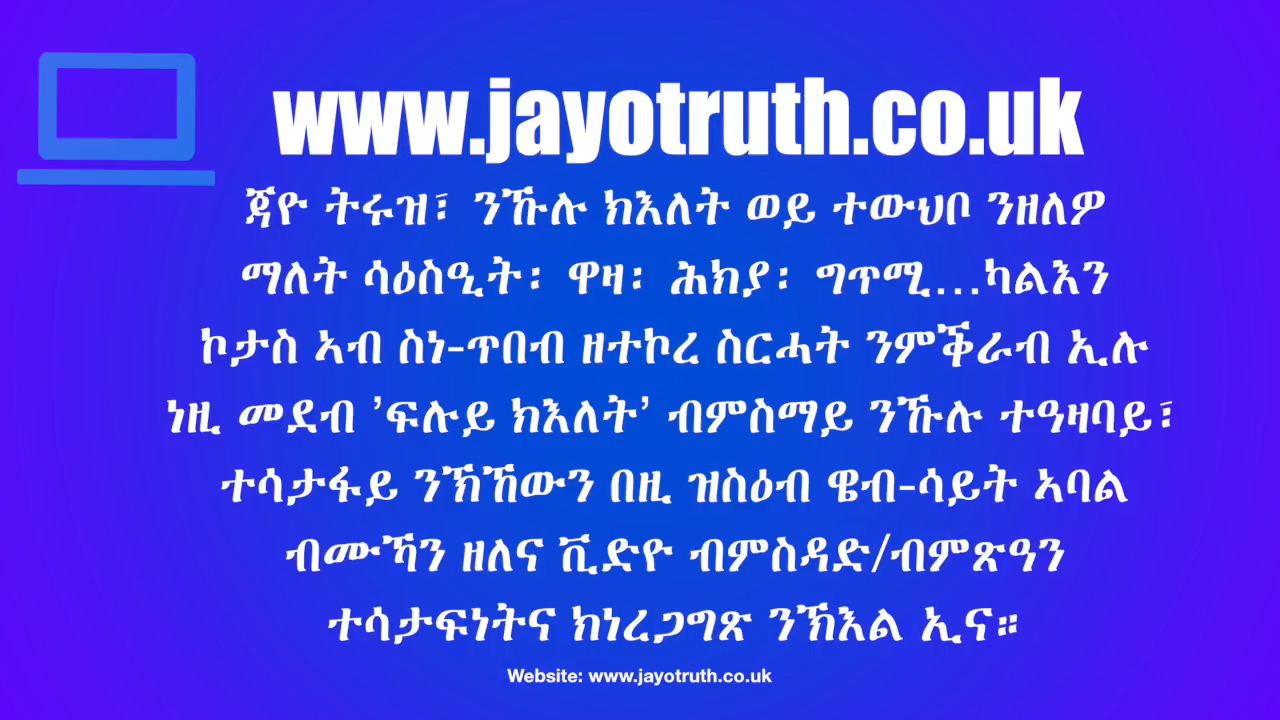 www.jayotruth.co.uk
ጃዮ ትሩዝ፣ ንኹሉ ክእለት ወይ ተውህቦ ንዘለዎ
ማለት ሳዕስዒት፡ ዋዛ፡ ሕክያ፡ ግጥሚ...ካልእን
ኮታስ ኣብ ስነ-ጥበብ ዘተኮረ ስርሓት ንምቕራብ ኢሉ
ነዚ መደብ ’ፍሉይ ክእለት’ ብምስማይ ንኹሉ ተዓዛባይ፣
ተሳታፋይ ንኽኸውን በዚ ዝስዕብ ዌብ-ሳይት ኣባል
ብሙኻን ዘለና ቪድዮ ብምስዳድ/ብምጽዓን
ተሳታፍነትና ክነረጋግጽ ንኽእል ኢና።
Website: www.jayotruth.co.uk